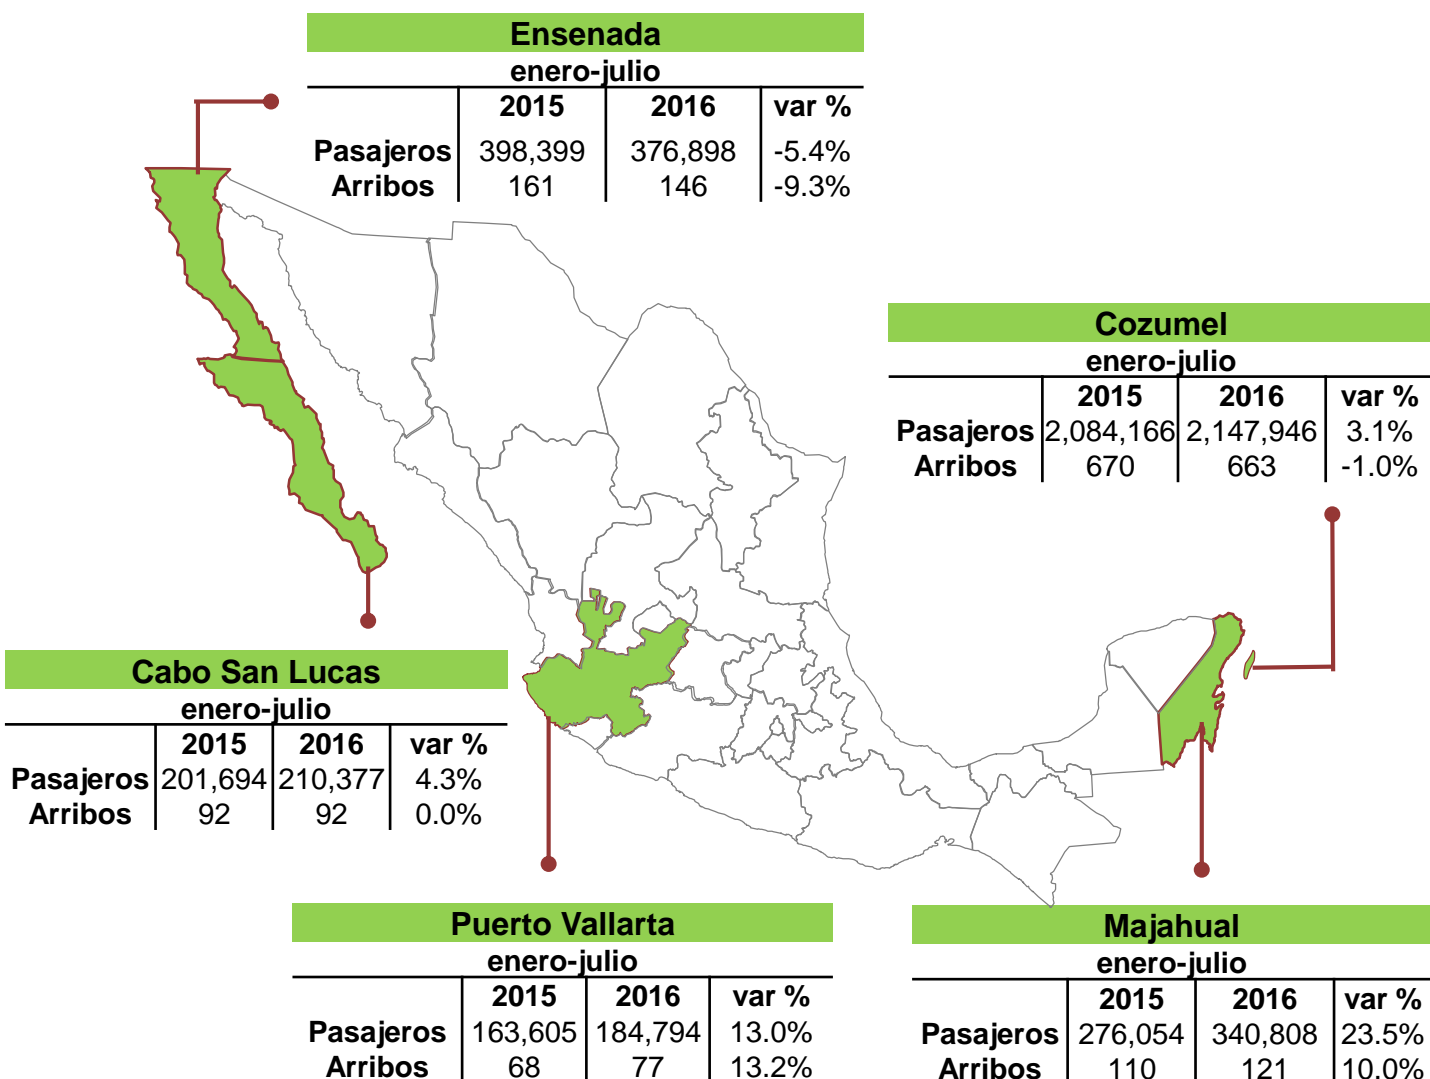 Ensenada
enero-julio
2015 2016 var %
Pasajeros 398,399 376,898 -5.4%
Arribos 161 146 -9.3%
Cozumel
enero-julio
2015 2016 var %
Pasajeros 2,084,166 2,147,946 3.1%
Arribos 670 663 -1.0%
Cabo San Lucas
enero-julio
2015 2016 var %
Pasajeros 201,694 210,377 4.3%
Arribos 92 92 0.0%
Puerto Vallarta
enero-julio
2015 2016 var %
Pasajeros 163,605 184,794 13.0%
Arribos 68 77 13.2%
Majahual
enero-julio
2015 2016 var %
Pasajeros 276,054 340,808 23.5%
Arribos 110 121 10.0%